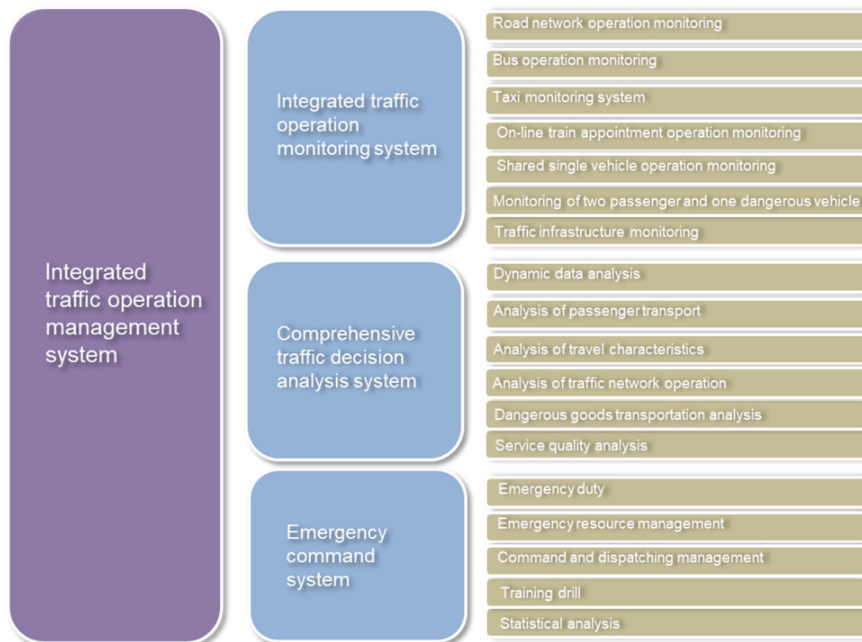 Integrated
traffic operation
management
system
Integrated traffic
operation
monitoring system
Road network operation monitoring
Bus operation monitoring
Taxi monitoring system
On-line train appointment operation monitoring
Shared single vehicle operation monitoring
Monitoring of two passenger and one dangerous vehicle
Traffic infrastructure monitoring
Comprehensive
traffic decision
analysis system
Dynamic data analysis
Analysis of passenger transport
Analysis of travel characteristics
Analysis of traffic network operation
Dangerous goods transportation analysis
Service quality analysis
Emergency
command
system
Emergency duty
Emergency resource management
Command and dispatching management
Training drill
Statistical analysis